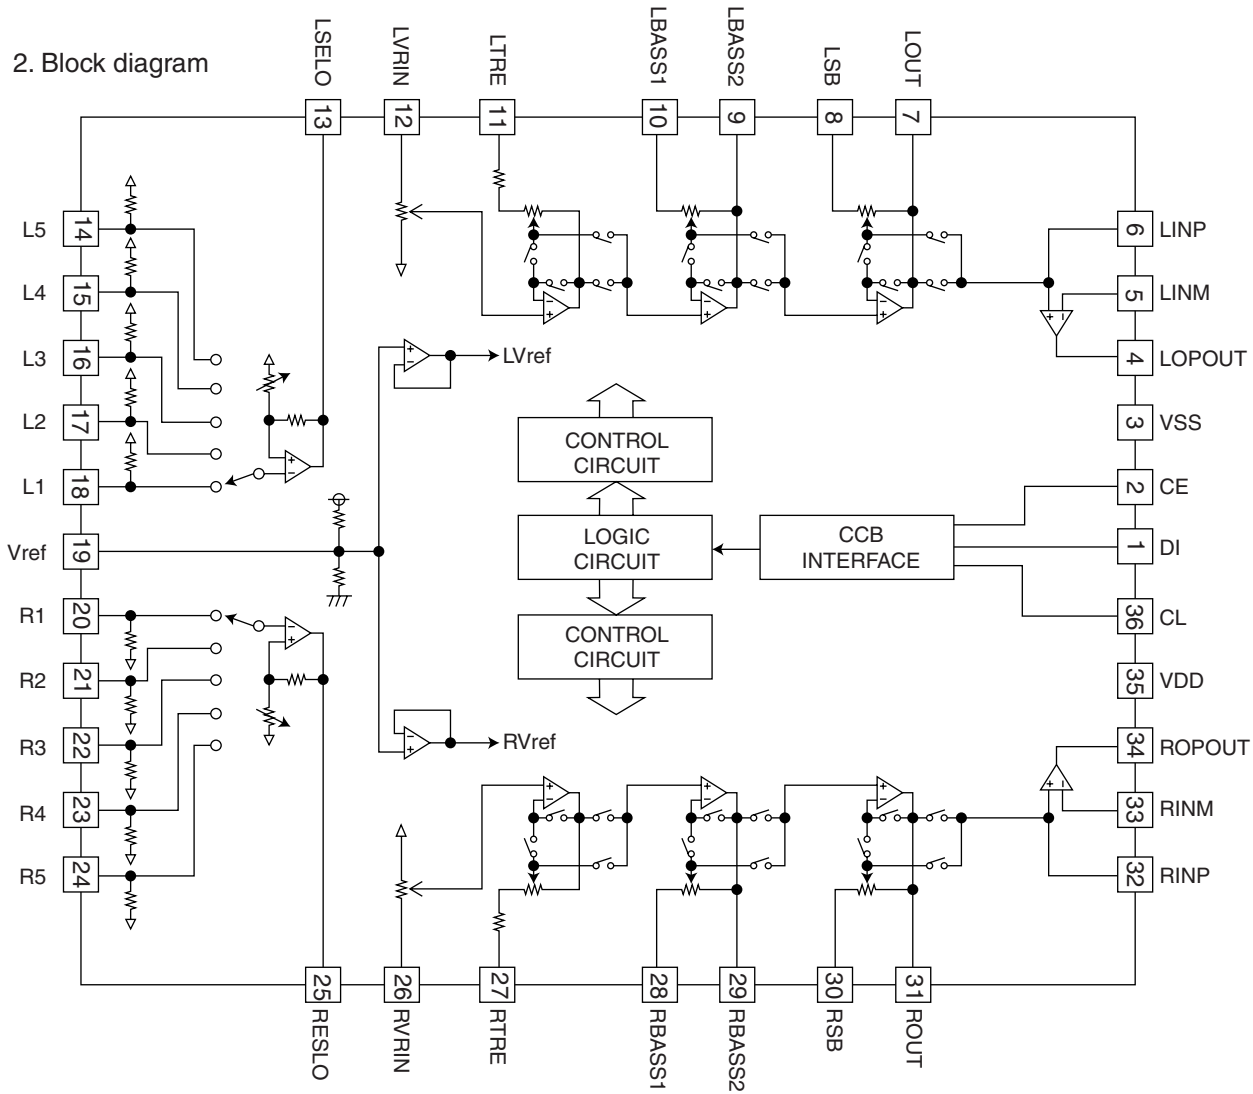 2. Block diagram
LSELO
LVRIN
LTRE
LBASS1
LBASS2
LSB
LOUT
13
12
11
10
9
8
7
L5
14
6
LINP
L4
15
5
LINM
L3
16
4
LOPOUT
L2
17
3
VSS
L1
18
2
CE
Vref
19
1
DI
R1
20
36
CL
R2
21
35
VDD
R3
22
34
ROPOUT
R4
23
33
RINM
R5
24
32
RINP
LVref
RVref
CONTROL
CIRCUIT
LOGIC
CIRCUIT
CCB
INTERFACE
CONTROL
CIRCUIT
25
26
27
28
29
30
31
RESLO
RVRIN
RTRE
RBASS1
RBASS2
RSB
ROUT